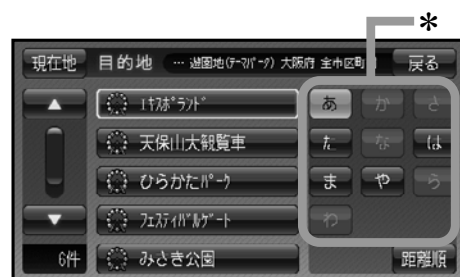 *
現在地 目的地 … 遊園地(テーマパーク) 大阪府 全市区町 戻る
エキスポランド
天保山大観覧車
ひらかたパーク
フェスティバルゲート
みさき公園
6件
あ か さ
た な は
ま や ら
わ
距離順